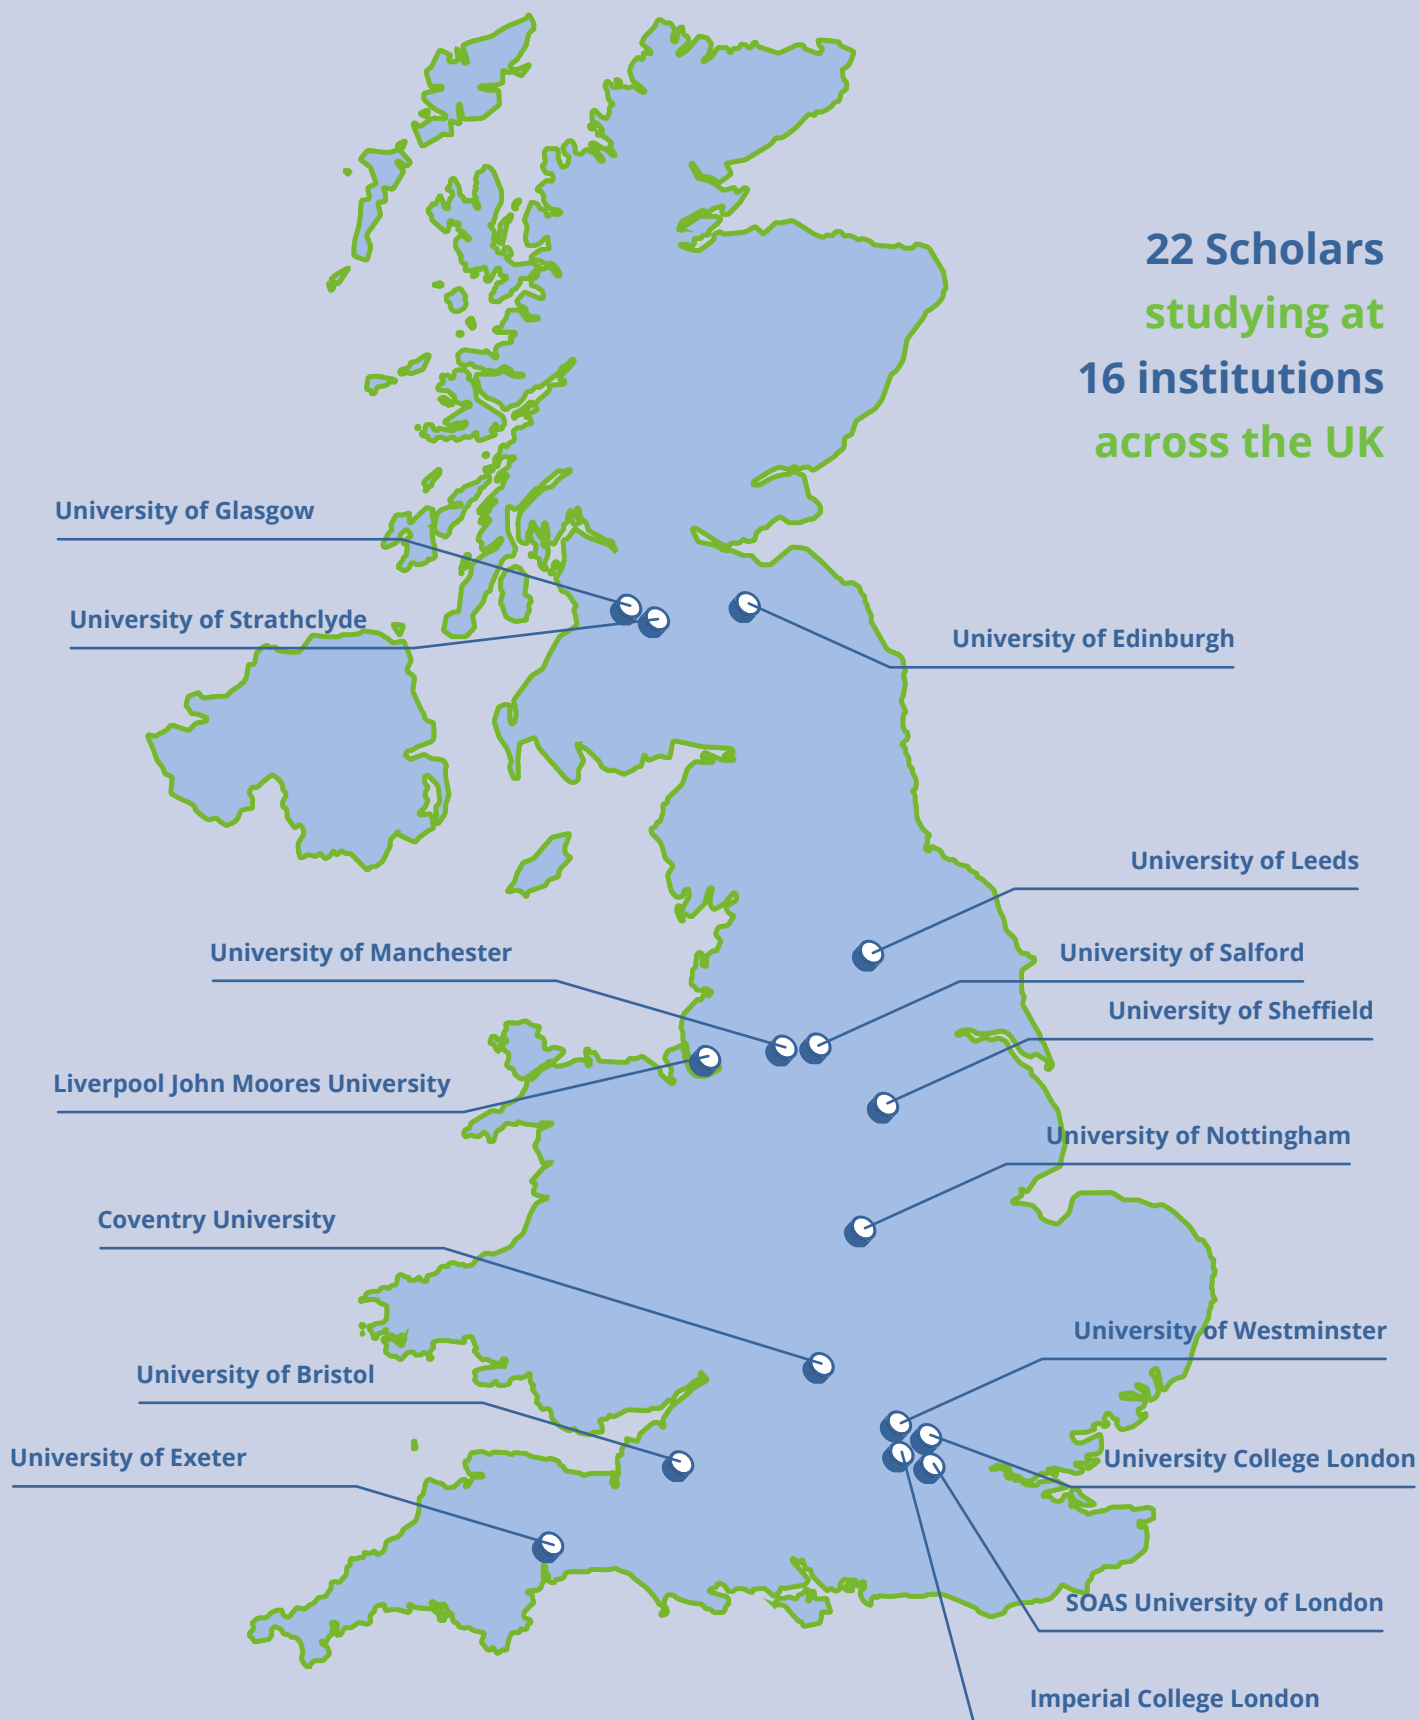 22 Scholars
studying at
16 institutions
across the UK
University of Glasgow
University of Strathclyde
University of Edinburgh
University of Leeds
University of Manchester
University of Salford
University of Sheffield
Liverpool John Moores University
University of Nottingham
Coventry University
University of Westminster
University of Bristol
University of Exeter
University College London
SOAS University of London
Imperial College London